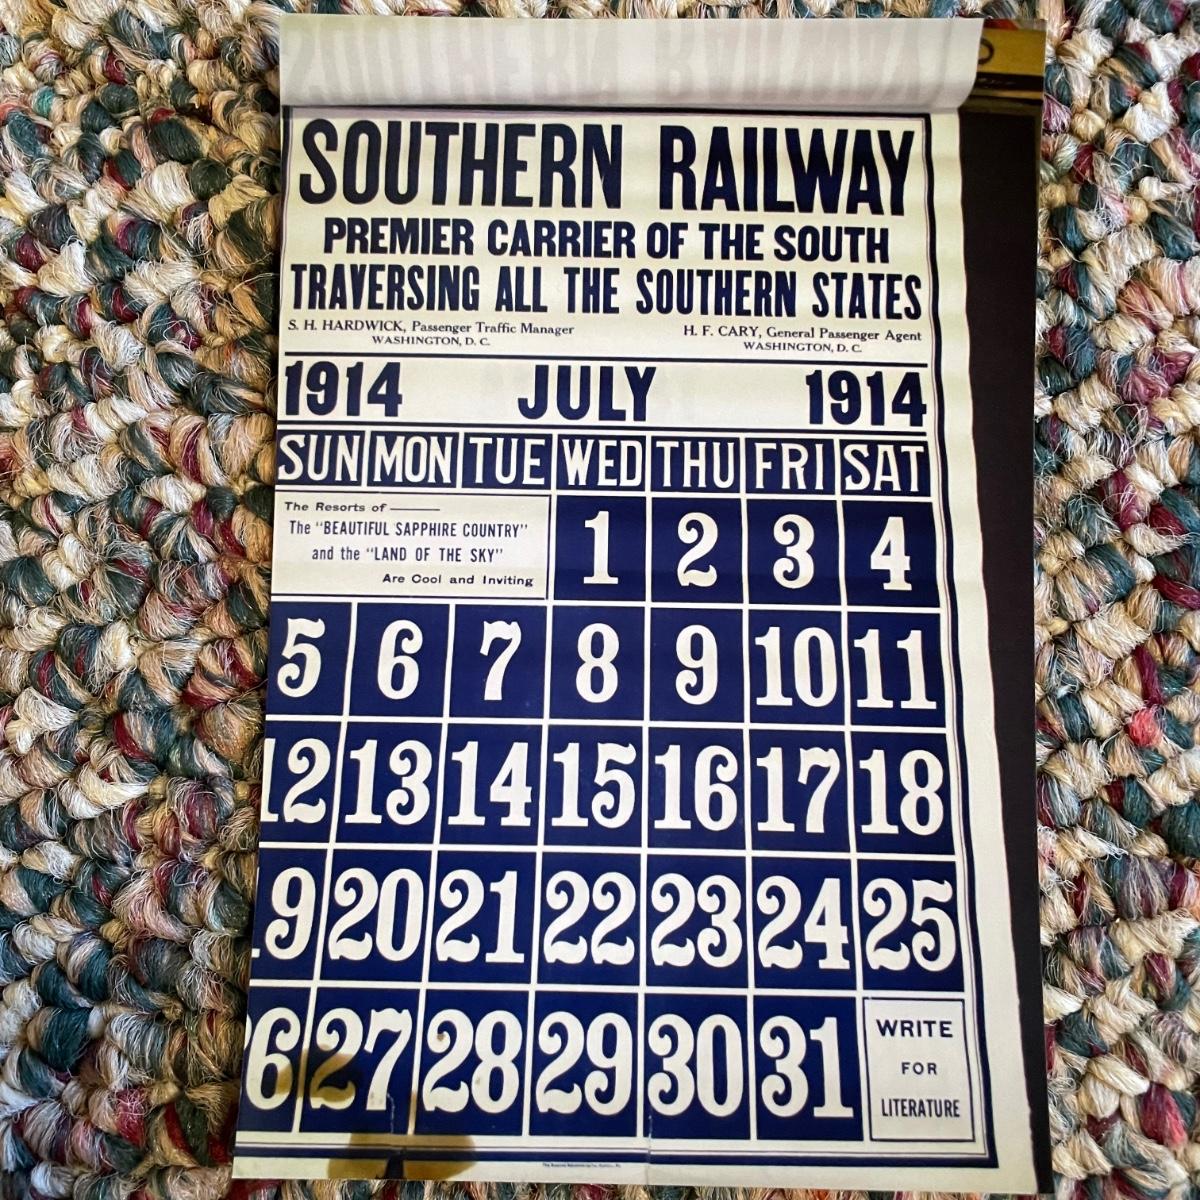 SOUTHERN RAILWAY
PREMIER CARRIER OF THE SOUTH
TRAVERSING ALL THE SOUTHERN STATES
S. H. HARDWICK, Passenger Traffic Manager
WASHINGTON, D. C.
H. F. CARY, General Passenger Agent
WASHINGTON, D. C.
1914 JULY 1914
SUN MON TUE WED THU FRI SAT
The Resorts of
The "BEAUTIFUL SAPPHIRE COUNTRY"
and the "LAND OF THE SKY"
Are Cool and Inviting
1 2 3 4
5 6 7 8 9 10 11
12 13 14 15 16 17 18
19 20 21 22 23 24 25
26 27 28 29 30 31
WRITE
FOR
LITERATURE